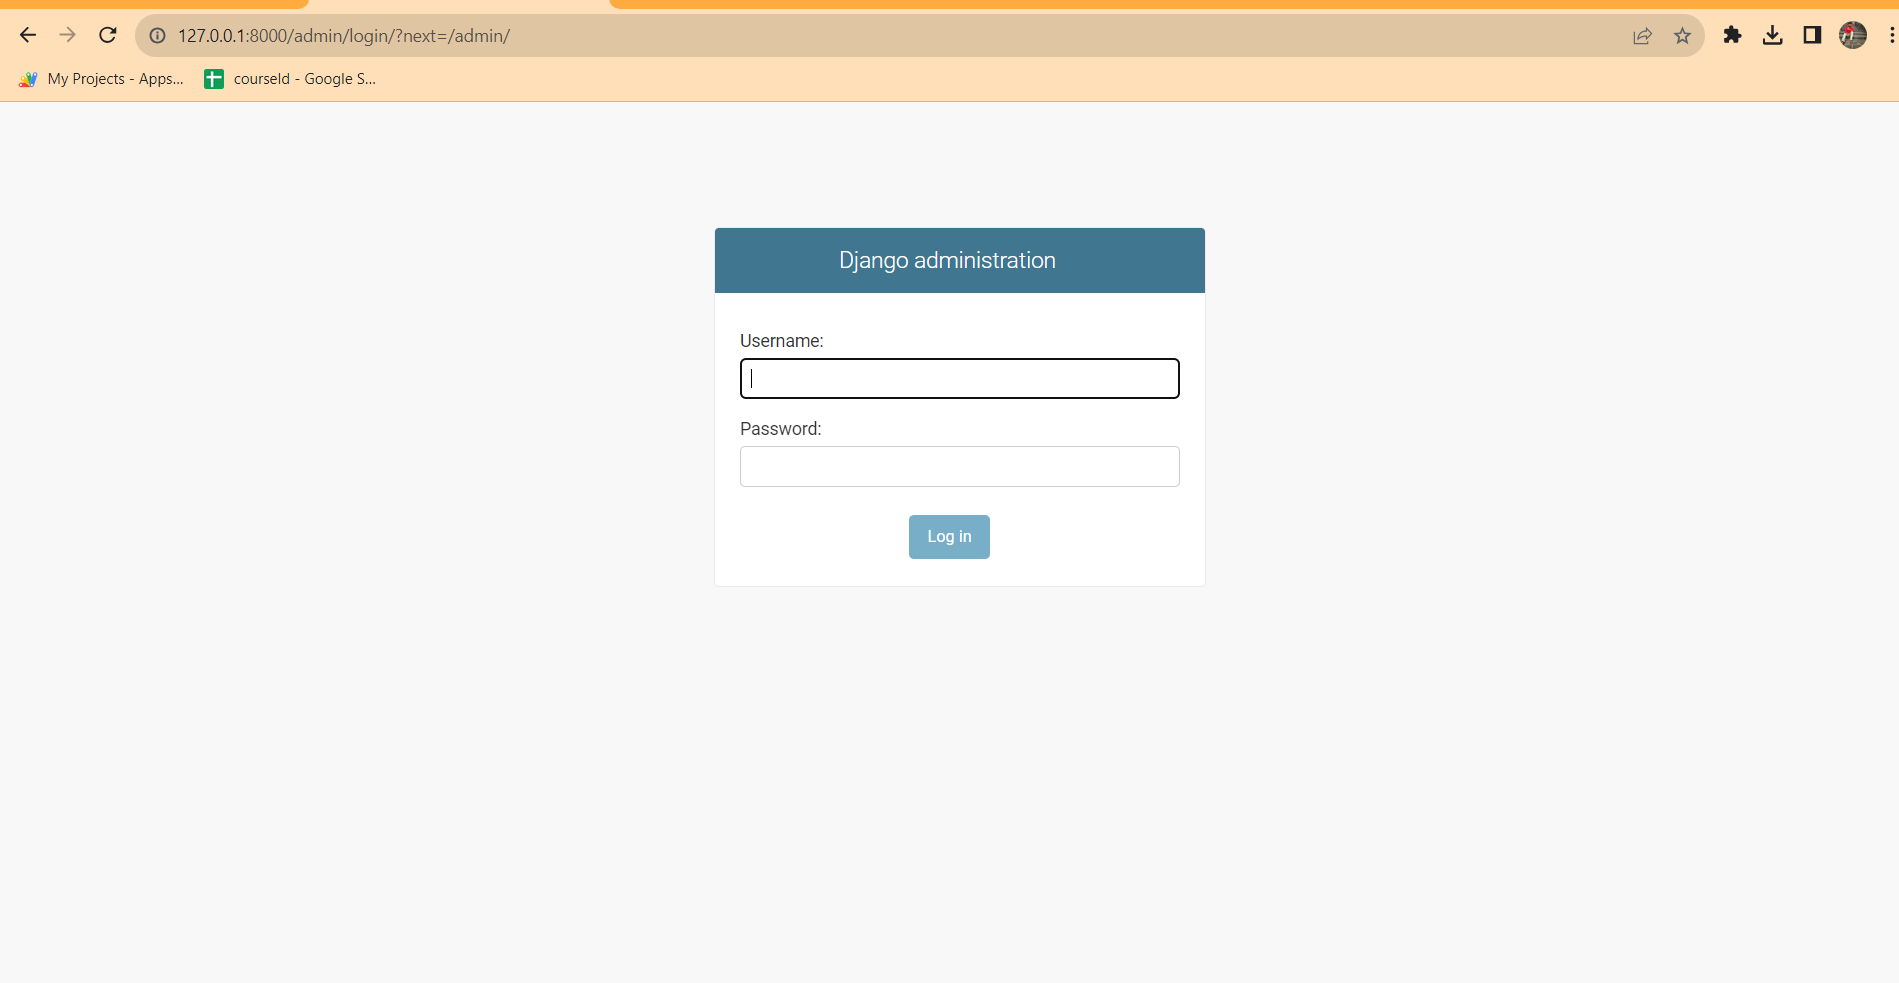 127.0.0.1:8000/admin/login/?next=/admin/
My Projects - Apps...
courseId - Google S...
Django administration
Username:
Password:
Log in